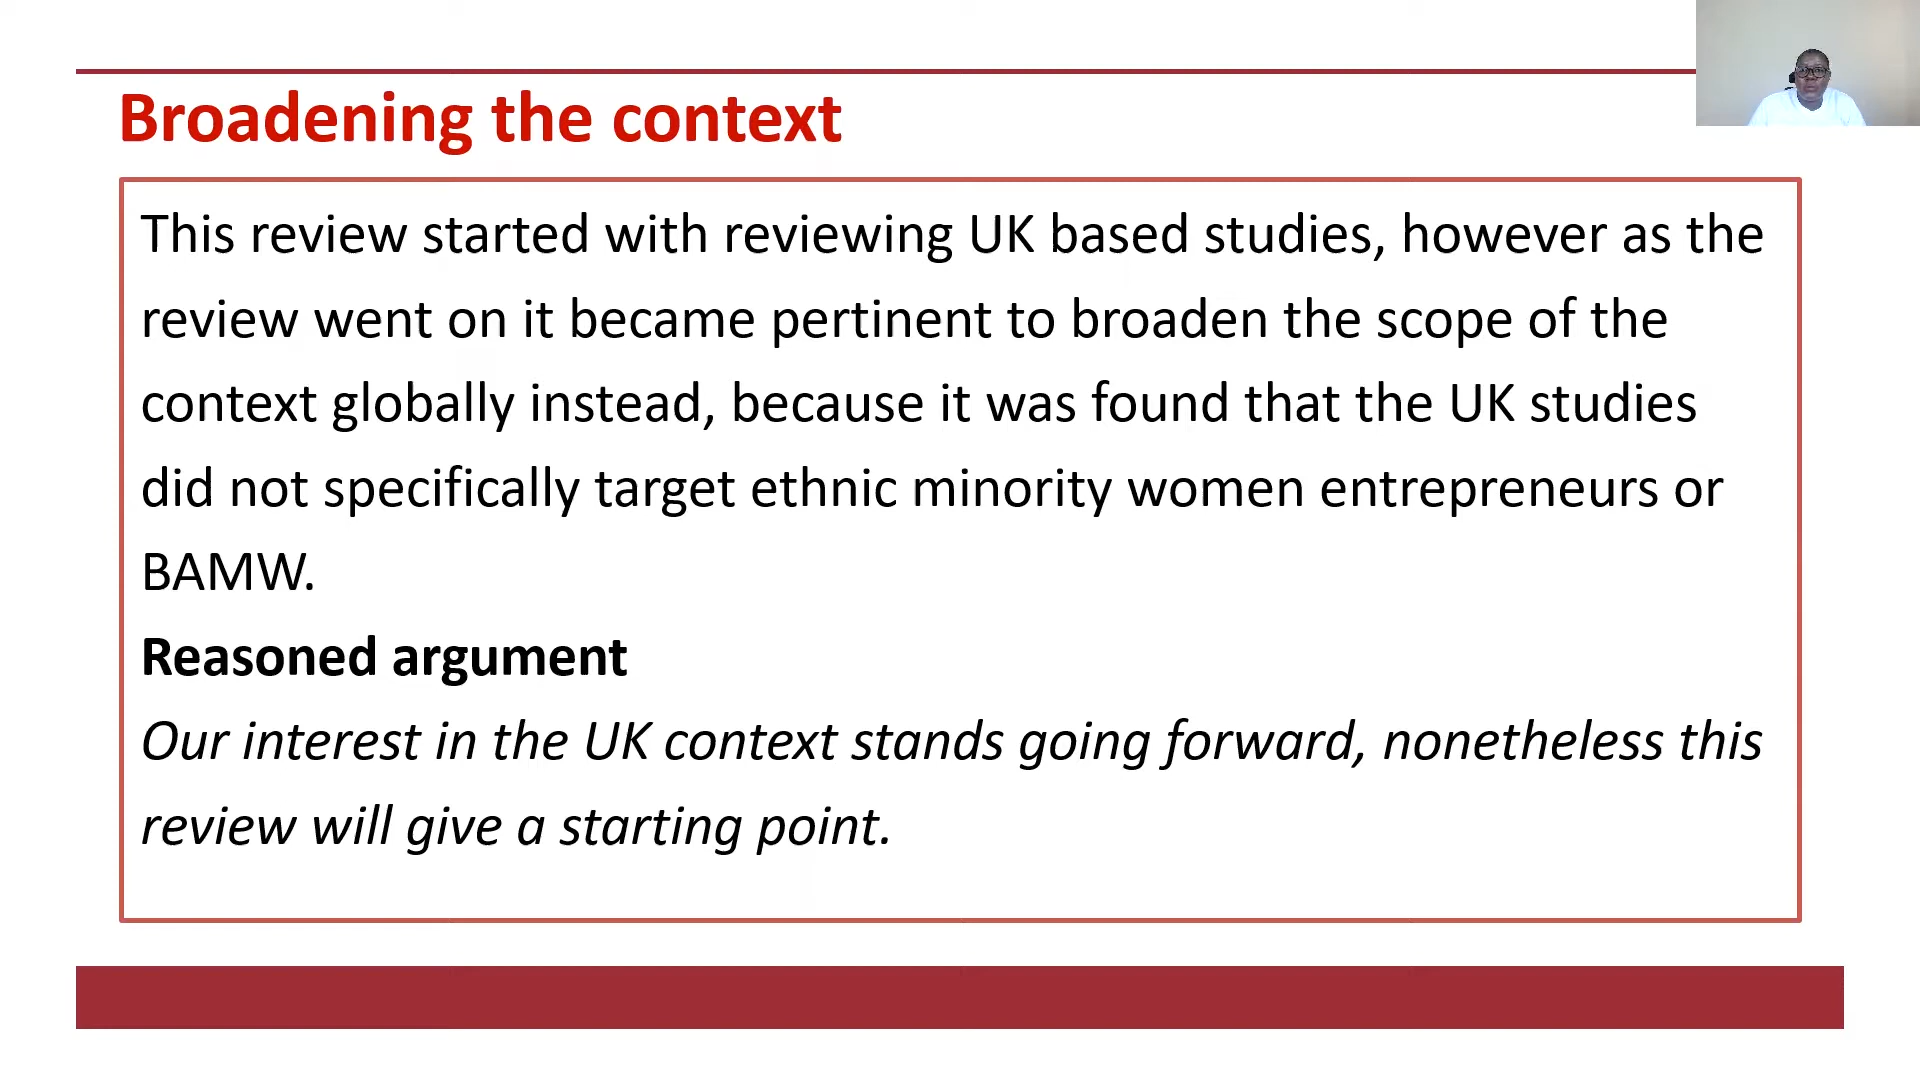 Broadening the context
This review started with reviewing UK based studies, however as the
review went on it became pertinent to broaden the scope of the
context globally instead, because it was found that the UK studies
did not specifically target ethnic minority women entrepreneurs or
BAMW.
Reasoned argument
Our interest in the UK context stands going forward, nonetheless this
review will give a starting point.